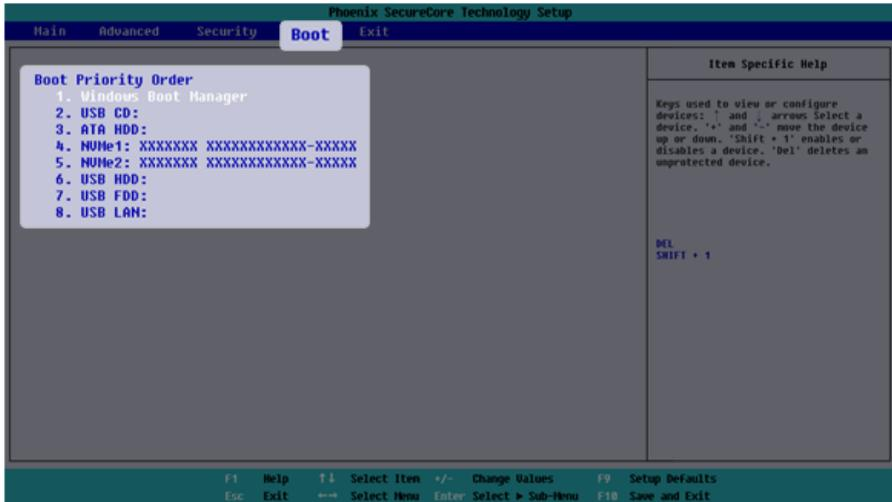 Phoenix SecureCore Technology Setup
Main Advanced Security Boot Exit
Boot Priority Order
1. Windows Boot Manager
2. USB CD:
3. ATA HDD:
4. NVMe1: XXXXXXX XXXXXXXXXXXX-XXXXX
5. NVMe2: XXXXXXX XXXXXXXXXXXX-XXXXX
6. USB HDD:
7. USB FDD:
8. USB LAN:
Item Specific Help
Keys used to view or configure
devices: ↑ and ↓ arrows Select a
device. '+' and '-' move the device
up or down. 'Shift + 1' enables or
disables a device. 'Del' deletes an
unprotected device.
DEL
SHIFT + 1
F1 Help ↑↓ Select Item +/- Change Values F9 Setup Defaults
Esc Exit ←→ Select Menu Enter Select ▶ Sub-Menu F10 Save and Exit